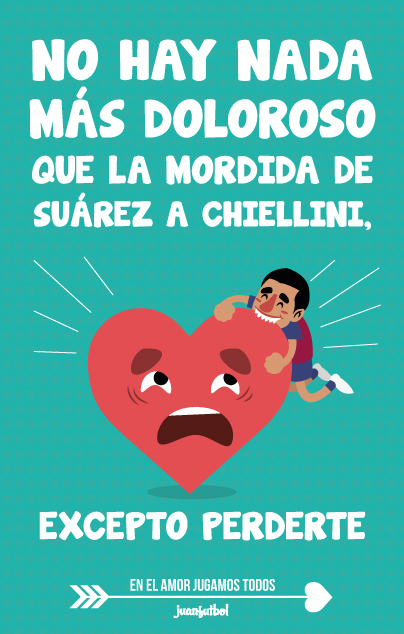 NO HAY NADA
MÁS DOLOROSO
QUE LA MORDIDA DE
SUÁREZ A CHIELLINI,
EXCEPTO PERDERTE
EN EL AMOR JUGAMOS TODOS
juanfutbol